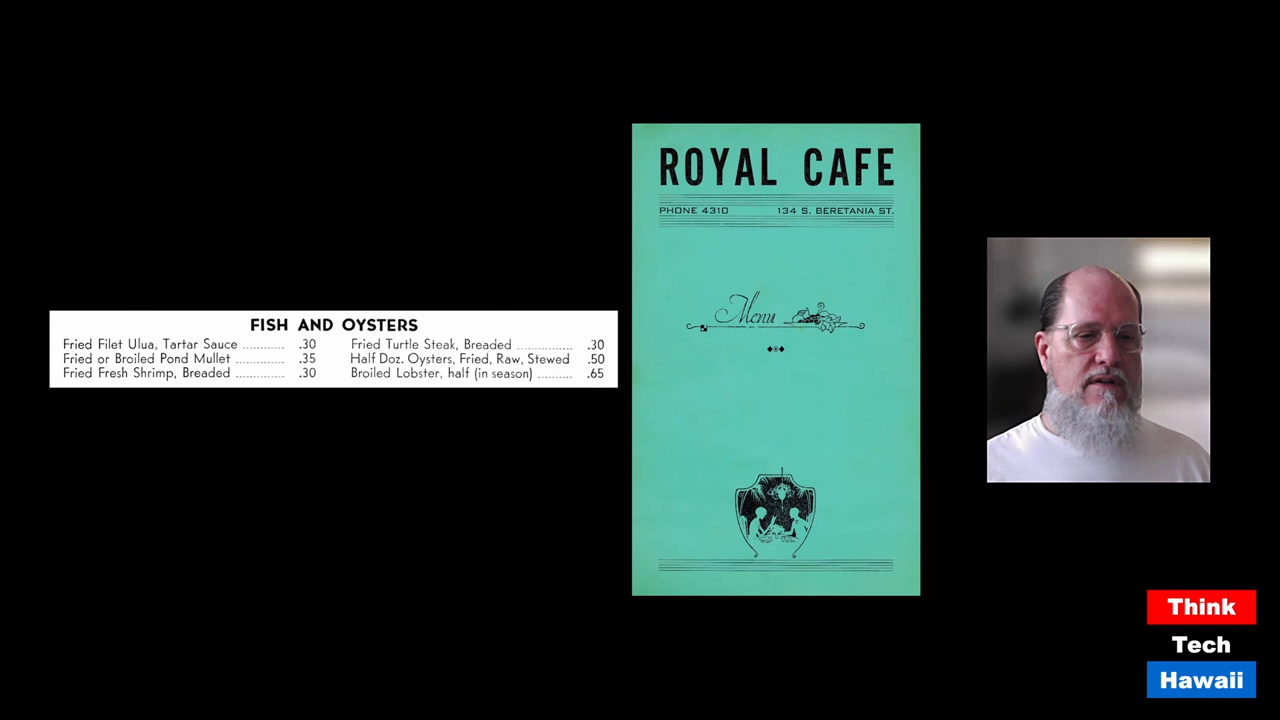 FISH AND OYSTERS
Fried Filet Ulua, Tartar Sauce .......... .30
Fried or Broiled Pond Mullet .......... .35
Fried Fresh Shrimp, Breaded .......... .30
Fried Turtle Steak, Breaded .......... .30
Half Doz. Oysters, Fried, Raw, Stewed .50
Broiled Lobster, half (in season) .......... .65
ROYAL CAFE
PHONE 4310 134 S. BERETANIA ST.
Menu
Think
Tech
Hawaii